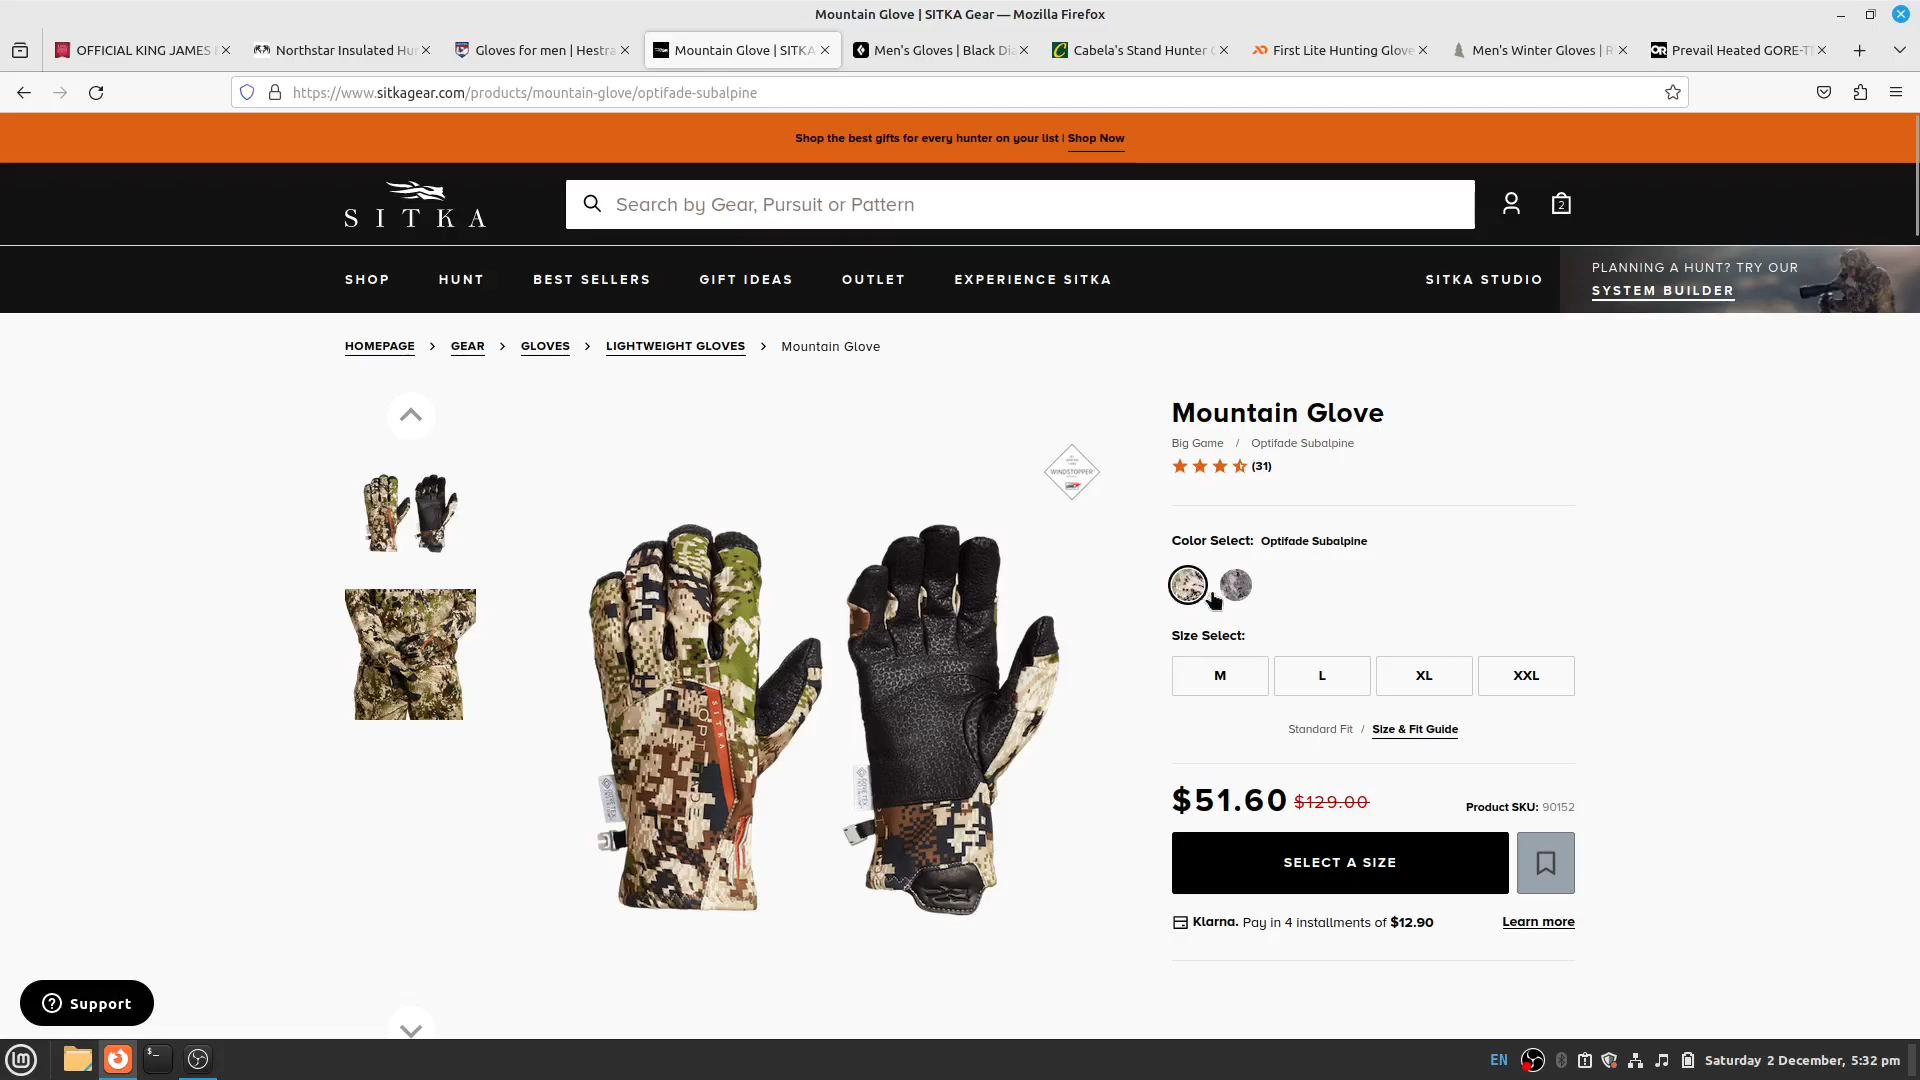 Mountain Glove | SITKA Gear — Mozilla Firefox
OFFICIAL KING JAMES
Northstar Insulated Hu
Gloves for men | Hestra
Mountain Glove | SITKA
Men's Gloves | Black Di
Cabela's Stand Hunter
First Lite Hunting Glove
Men's Winter Gloves | R
Prevail Heated GORE-T
https://www.sitkagear.com/products/mountain-glove/optifade-subalpine
Shop the best gifts for every hunter on your list | Shop Now
SITKA
Search by Gear, Pursuit or Pattern
2
SHOP
HUNT
BEST SELLERS
GIFT IDEAS
OUTLET
EXPERIENCE SITKA
SITKA STUDIO
PLANNING A HUNT? TRY OUR
SYSTEM BUILDER
HOMEPAGE > GEAR > GLOVES > LIGHTWEIGHT GLOVES > Mountain Glove
WINDSTOPPER
SITKA
Mountain Glove
Big Game / Optifade Subalpine
(31)
Color Select: Optifade Subalpine
Size Select:
M
L
XL
XXL
Standard Fit / Size & Fit Guide
$51.60 $129.00
Product SKU: 90152
SELECT A SIZE
Klarna. Pay in 4 installments of $12.90
Learn more
Support
EN
Saturday 2 December, 5:32 pm